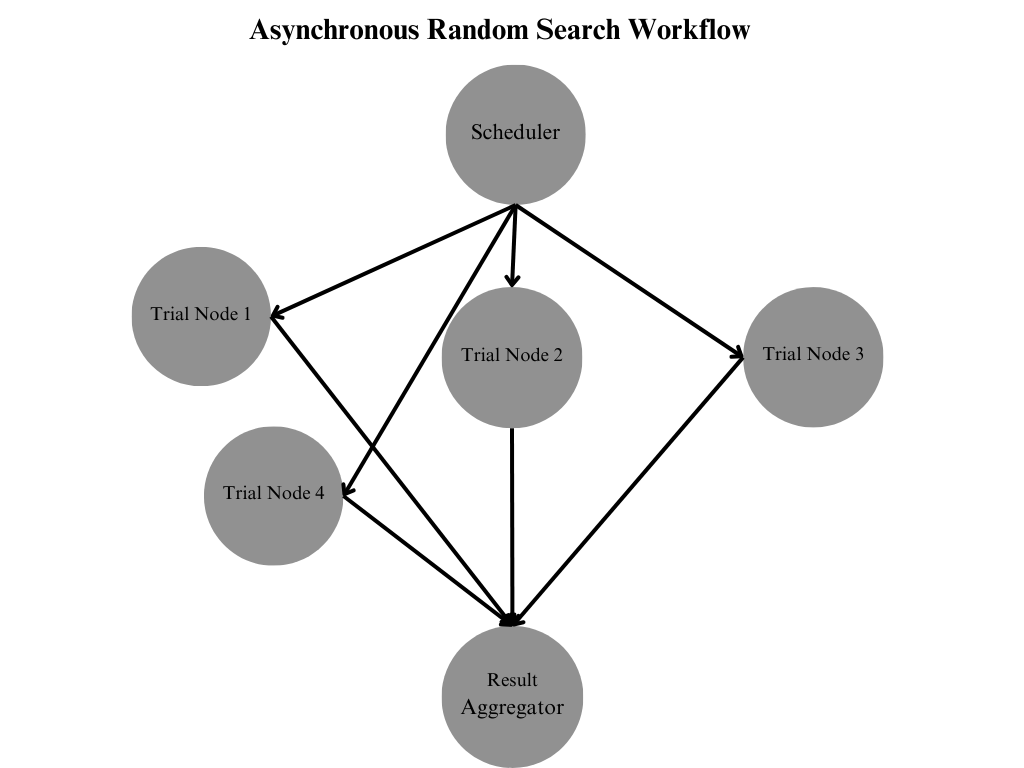 Asynchronous Random Search Workflow
Scheduler
Trial Node 1
Trial Node 2
Trial Node 3
Trial Node 4
Result
Aggregator